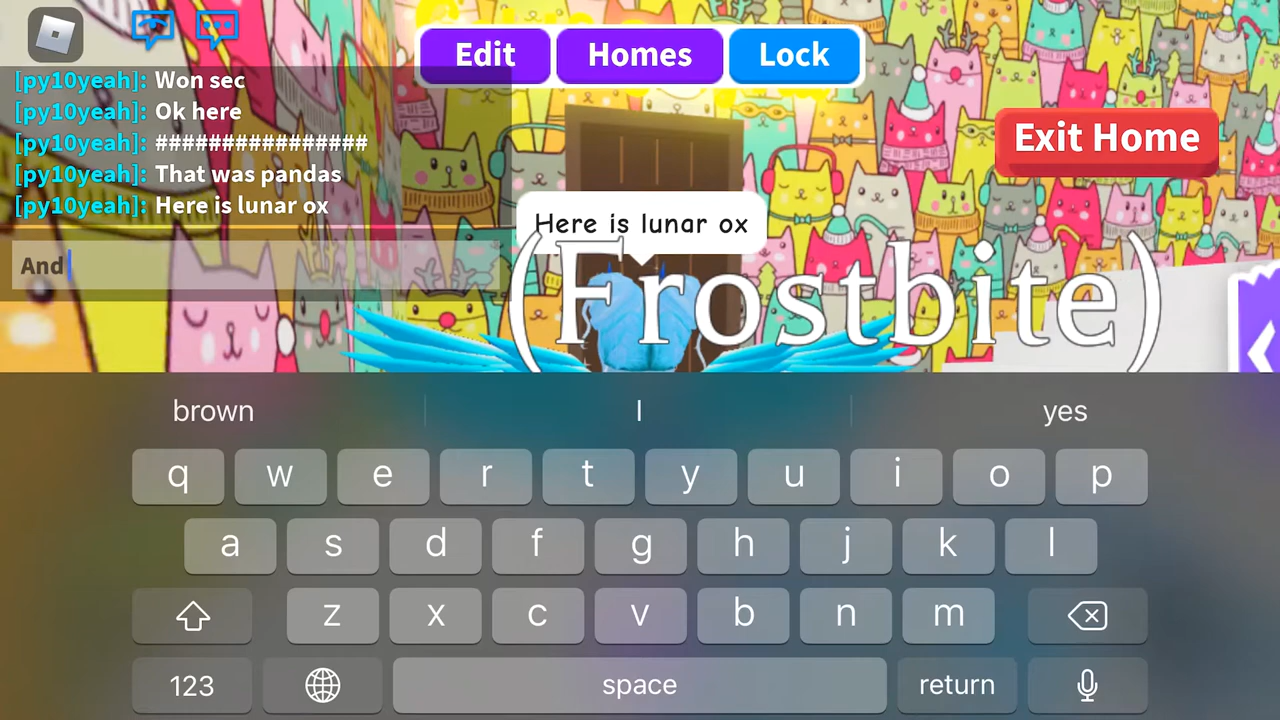 Edit Homes Lock
[py10yeah]: Won sec
[py10yeah]: Ok here
[py10yeah]: ################
[py10yeah]: That was pandas
[py10yeah]: Here is lunar ox
And
Exit Home
Here is lunar ox
(Frostbite)
brown I yes
q w e r t y u i o p
a s d f g h j k l
z x c v b n m
123 space return